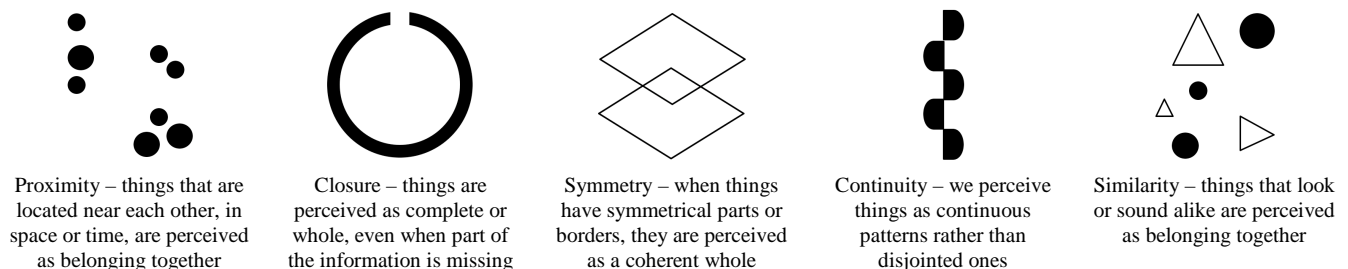 Proximity – things that are
located near each other, in
space or time, are perceived
as belonging together
Closure – things are
perceived as complete or
whole, even when part of
the information is missing
Symmetry – when things
have symmetrical parts or
borders, they are perceived
as a coherent whole
Continuity – we perceive
things as continuous
patterns rather than
disjointed ones
Similarity – things that look
or sound alike are perceived
as belonging together